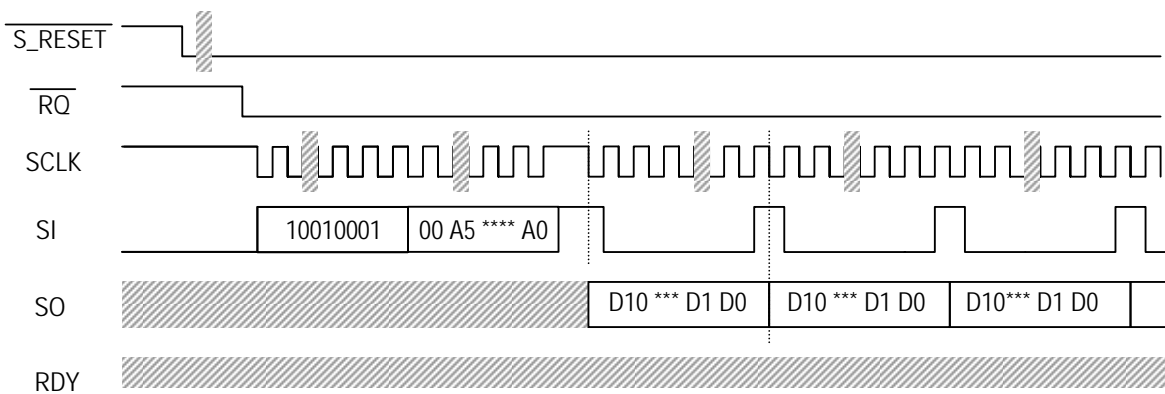 S_RESET
RQ
SCLK
SI 10010001 00 A5 **** A0
SO D10 *** D1 D0 D10 *** D1 D0 D10*** D1 D0
RDY